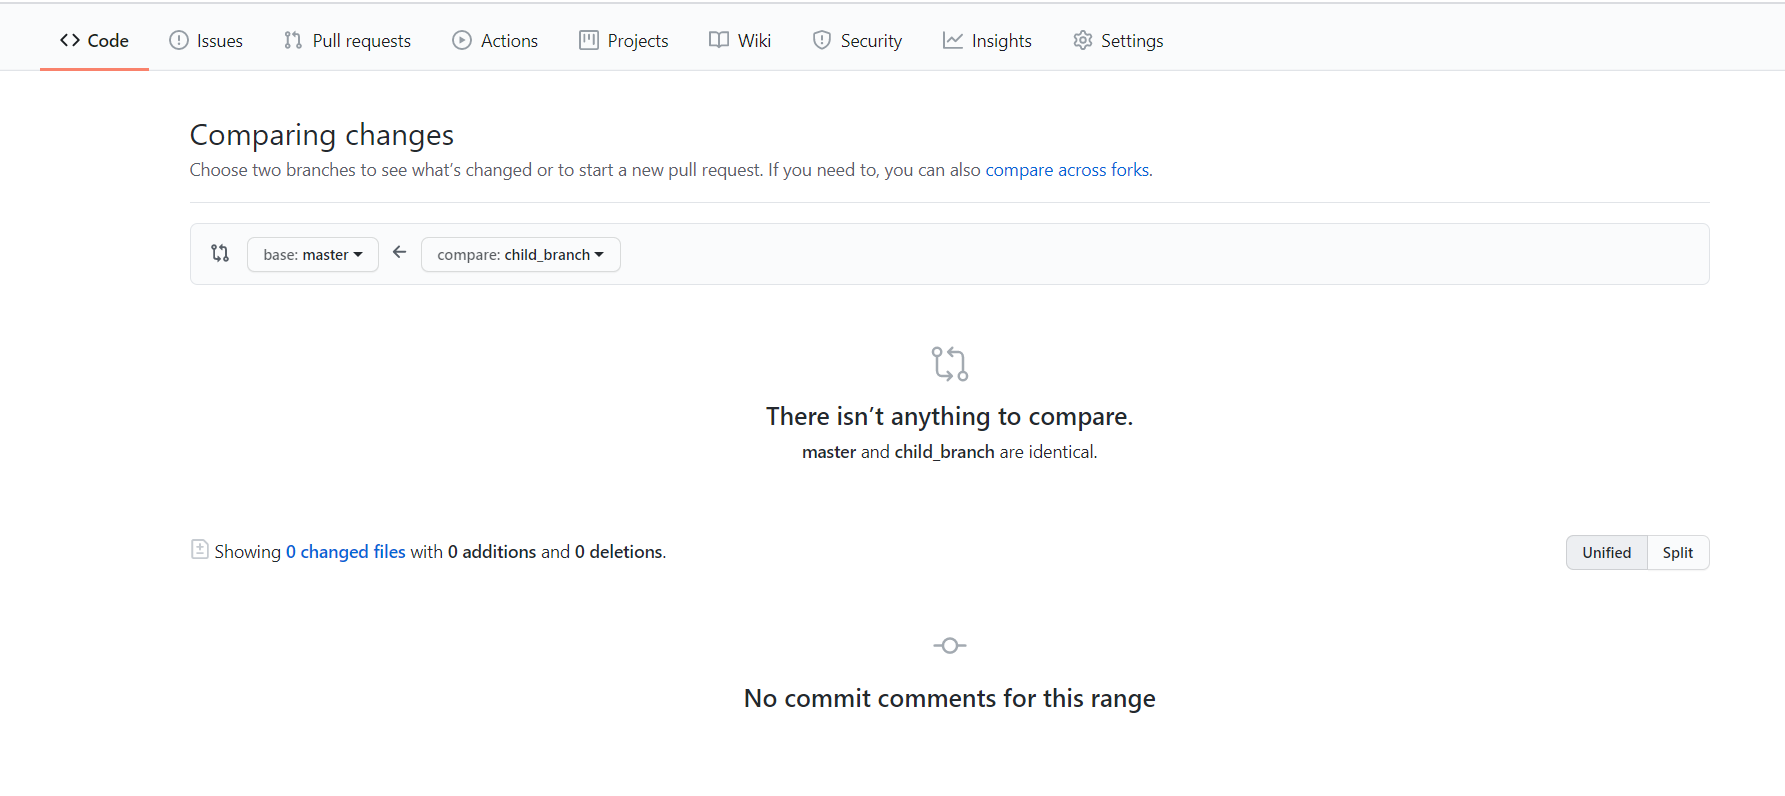 Code Issues Pull requests Actions Projects Wiki Security Insights Settings
Comparing changes
Choose two branches to see what’s changed or to start a new pull request. If you need to, you can also compare across forks.
base: master compare: child_branch
There isn’t anything to compare.
master and child_branch are identical.
Showing 0 changed files with 0 additions and 0 deletions. Unified Split
No commit comments for this range